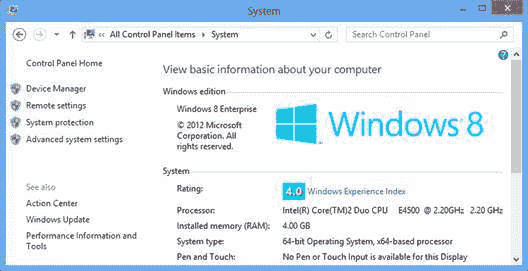 System
All Control Panel Items
System
Search Control Panel
Control Panel Home
Device Manager
Remote settings
System protection
Advanced system settings
See also
Action Center
Windows Update
Performance Information and
Tools
View basic information about your computer
Windows edition
Windows 8 Enterprise
© 2012 Microsoft
Corporation. All
rights reserved.
Windows 8
System
Rating:
4.0 Windows Experience Index
Processor: Intel(R) Core(TM)2 Duo CPU E4500 @ 2.20GHz 2.20 GHz
Installed memory (RAM): 4.00 GB
System type: 64-bit Operating System, x64-based processor
Pen and Touch: No Pen or Touch Input is available for this Display